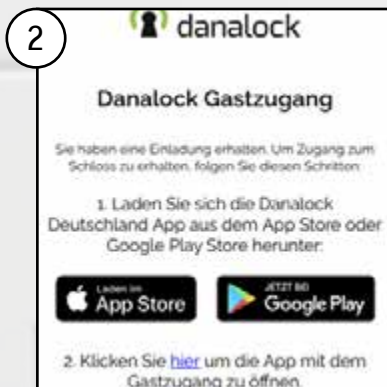 2
danalock
Danalock Gastzugang
Sie haben eine Einladung erhalten. Um Zugang zum
Schloss zu erhalten, folgen Sie diesen Schritten:
1. Laden Sie sich die Danalock
Deutschland App aus dem App Store oder
Google Play Store herunter:
Laden im
App Store
JETZT BEI
Google Play
2. Klicken Sie hier um die App mit dem
Gastzugang zu öffnen.